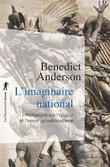 Benedict
Anderson
L'imaginaire
national
Réflexions sur l'origine
et l'essor du nationalisme